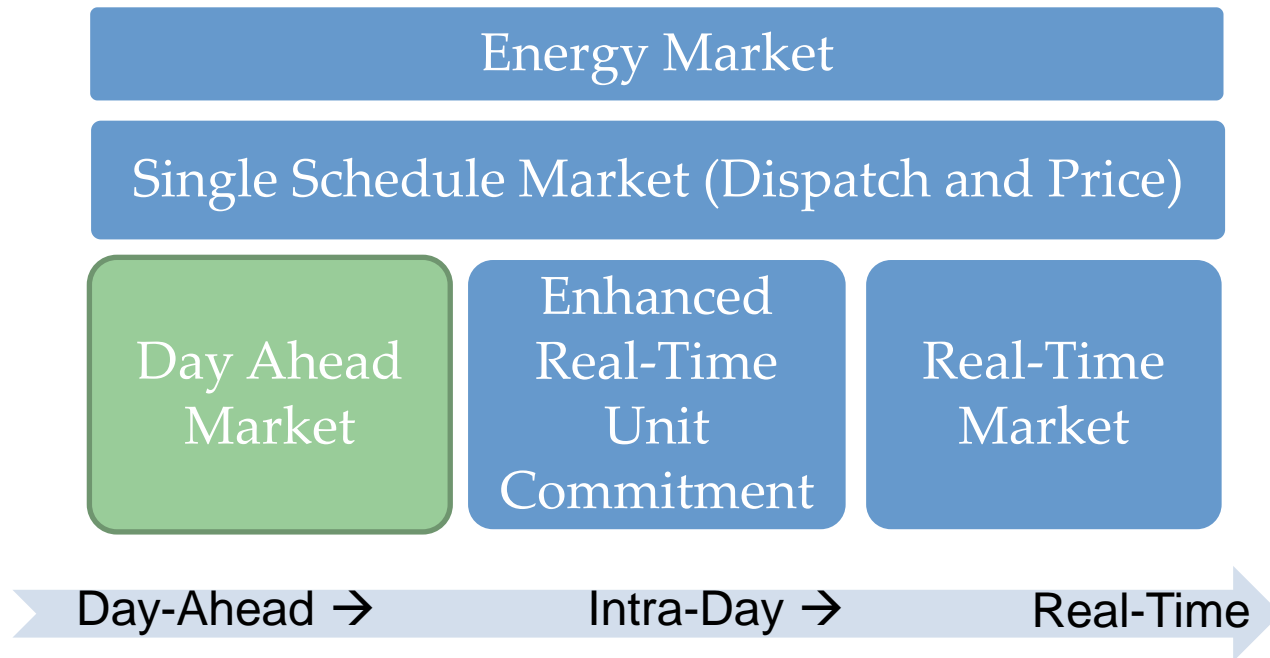 Energy Market
Single Schedule Market (Dispatch and Price)
Day Ahead
Market
Enhanced
Real-Time
Unit
Commitment
Real-Time
Market
Day-Ahead →
Intra-Day →
Real-Time